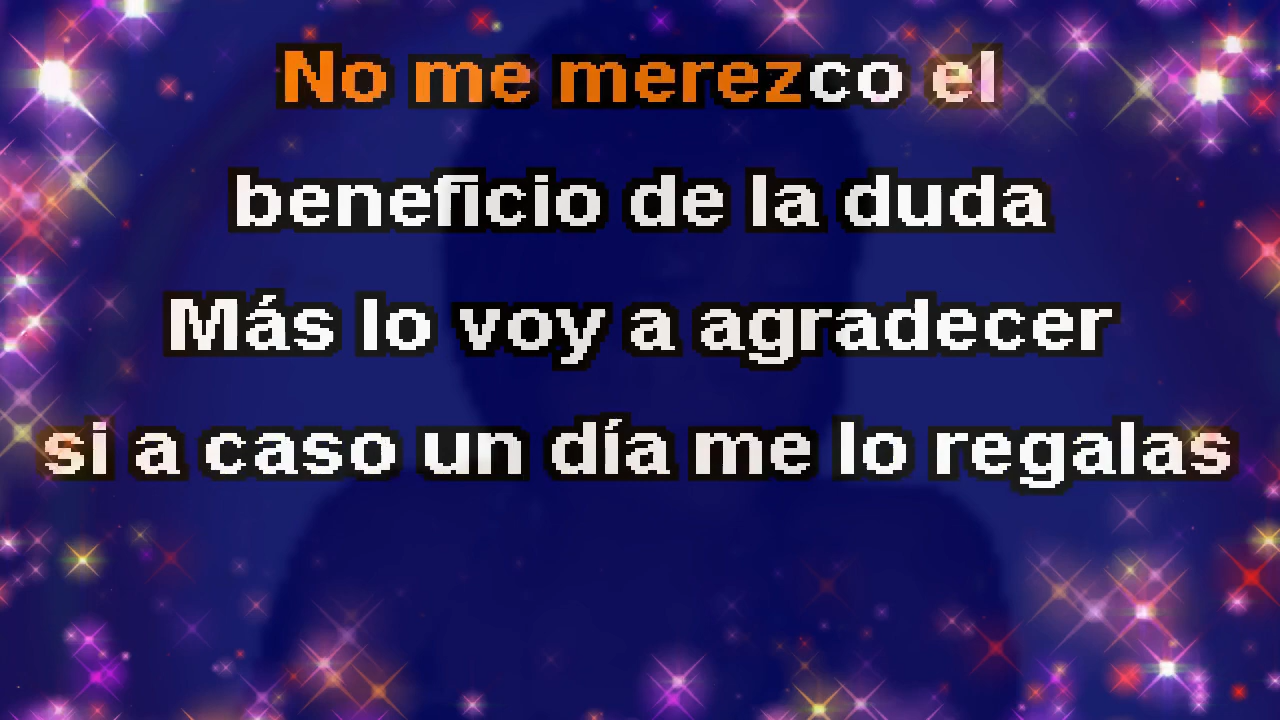 No me merezco el
beneficio de la duda
Más lo voy a agradecer
si a caso un día me lo regalas